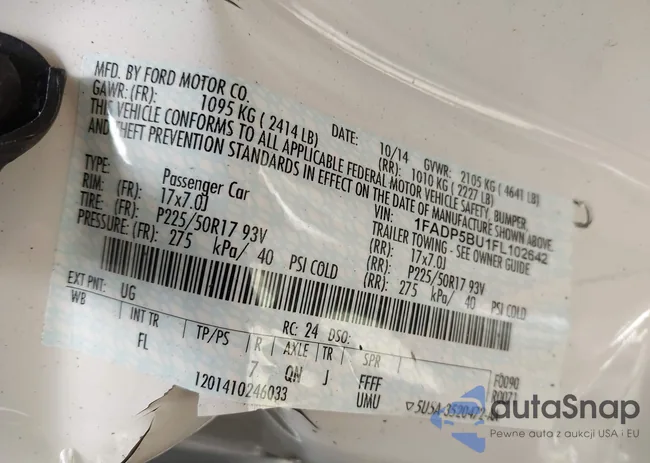 MFD. BY FORD MOTOR CO.
DATE: 10/14 GVWR: 2105 KG ( 4641 LB)
GAWR: (FR): 1095 KG ( 2414 LB) (RR): 1010 KG ( 2227 LB)
THIS VEHICLE CONFORMS TO ALL APPLICABLE FEDERAL MOTOR VEHICLE SAFETY, BUMPER,
AND THEFT PREVENTION STANDARDS IN EFFECT ON THE DATE OF MANUFACTURE SHOWN ABOVE.
VIN: 1FADP5BU1FL102642
TYPE: Passenger Car TRAILER TOWING - SEE OWNER GUIDE
RIM: (FR): 17x7.0J (RR): 17x7.0J
TIRE: (FR): P225/50R17 93V (RR): P225/50R17 93V
PRESSURE: (FR): 275 kPa/ 40 PSI COLD (RR): 275 kPa/ 40 PSI COLD
EXT PNT: UG RC: 24 DSO:
WB INT TR TP/PS R AXLE TR SPR
FL 7 QN J FFFF F0090
UMU R0073
1201410246033 ▽5USA-3520472-
autaSnap
Pewne auta z aukcji USA i EU